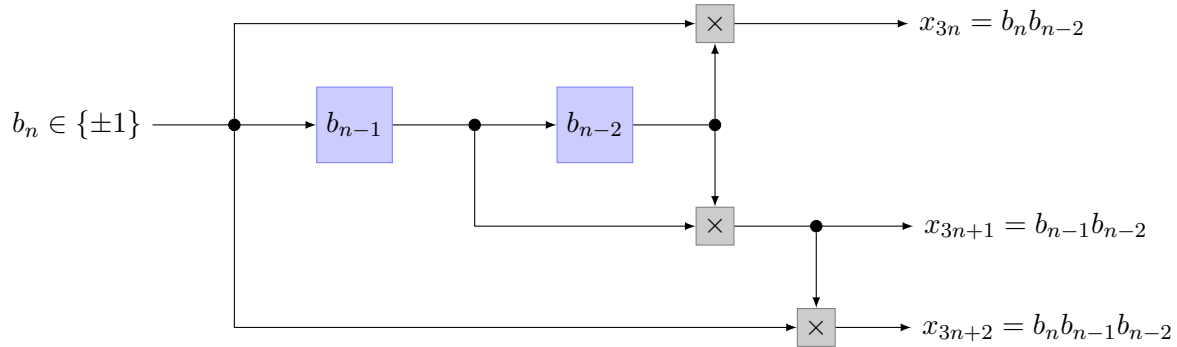 ×
x_{3n} = b_n b_{n−2}
b_n ∈ {±1}
b_{n−1}
b_{n−2}
×
x_{3n+1} = b_{n−1} b_{n−2}
×
x_{3n+2} = b_n b_{n−1} b_{n−2}